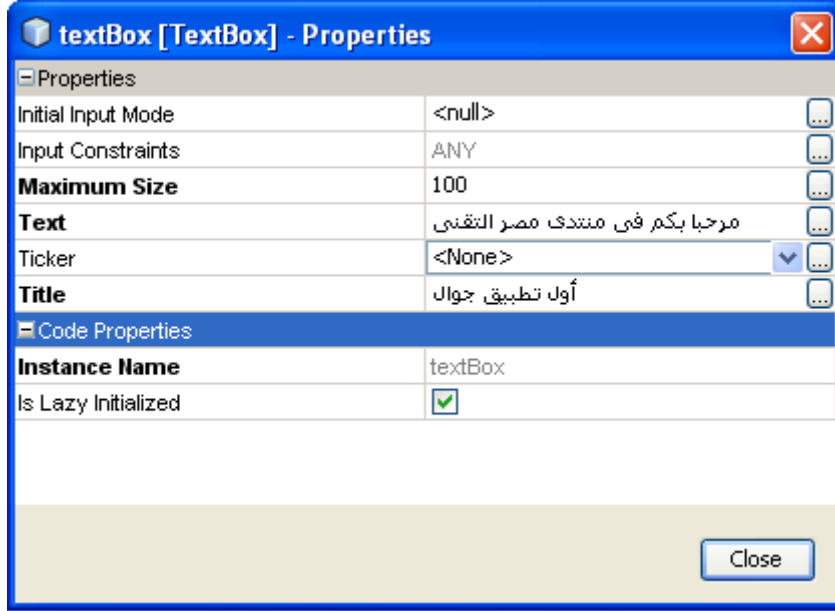 textBox [TextBox] - Properties
Properties
Initial Input Mode <null> ...
Input Constraints ANY ...
Maximum Size 100 ...
Text مرحبا بكم فى منتدى مصر التقنى ...
Ticker <None> ...
Title أول تطبيق جوال ...
Code Properties
Instance Name textBox
Is Lazy Initialized
Close